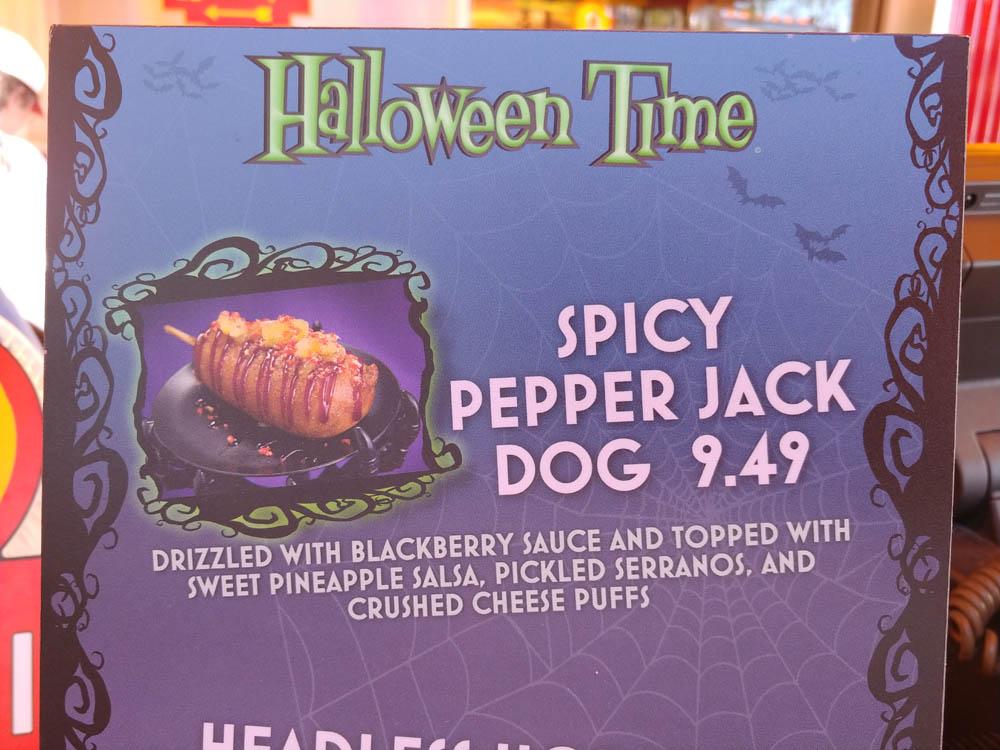 Halloween Time
SPICY
PEPPER JACK
DOG 9.49
DRIZZLED WITH BLACKBERRY SAUCE AND TOPPED WITH
SWEET PINEAPPLE SALSA, PICKLED SERRANOS, AND
CRUSHED CHEESE PUFFS
HEADLESS